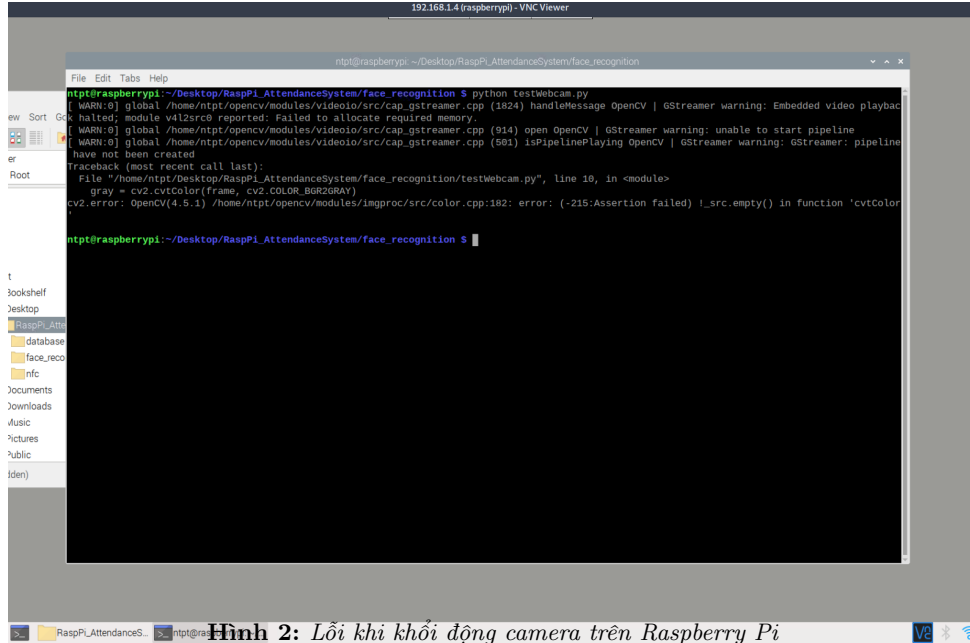 192.168.1.4 (raspberrypi) - VNC Viewer
ntpt@raspberrypi: ~/Desktop/RaspPi_AttendanceSystem/face_recognition
File Edit Tabs Help
ntpt@raspberrypi:~/Desktop/RaspPi_AttendanceSystem/face_recognition $ python testWebcam.py
[ WARN:0] global /home/ntpt/opencv/modules/videoio/src/cap_gstreamer.cpp (1824) handleMessage OpenCV | GStreamer warning: Embedded video playbac
k halted; module v4l2src0 reported: Failed to allocate required memory.
[ WARN:0] global /home/ntpt/opencv/modules/videoio/src/cap_gstreamer.cpp (914) open OpenCV | GStreamer warning: unable to start pipeline
[ WARN:0] global /home/ntpt/opencv/modules/videoio/src/cap_gstreamer.cpp (501) isPipelinePlaying OpenCV | GStreamer warning: GStreamer: pipeline
have not been created
Traceback (most recent call last):
File "/home/ntpt/Desktop/RaspPi_AttendanceSystem/face_recognition/testWebcam.py", line 10, in <module>
gray = cv2.cvtColor(frame, cv2.COLOR_BGR2GRAY)
cv2.error: OpenCV(4.5.1) /home/ntpt/opencv/modules/imgproc/src/color.cpp:182: error: (-215:Assertion failed) !_src.empty() in function 'cvtColor
'
ntpt@raspberrypi:~/Desktop/RaspPi_AttendanceSystem/face_recognition $
ew Sort Go
er
Root
t
Bookshelf
Desktop
RaspPi_Atte
database
face_reco
nfc
Documents
Downloads
Music
Pictures
Public
dden)
RaspPi_AttendanceS...
Hình 2: Lỗi khi khổi động camera trên Raspberry Pi